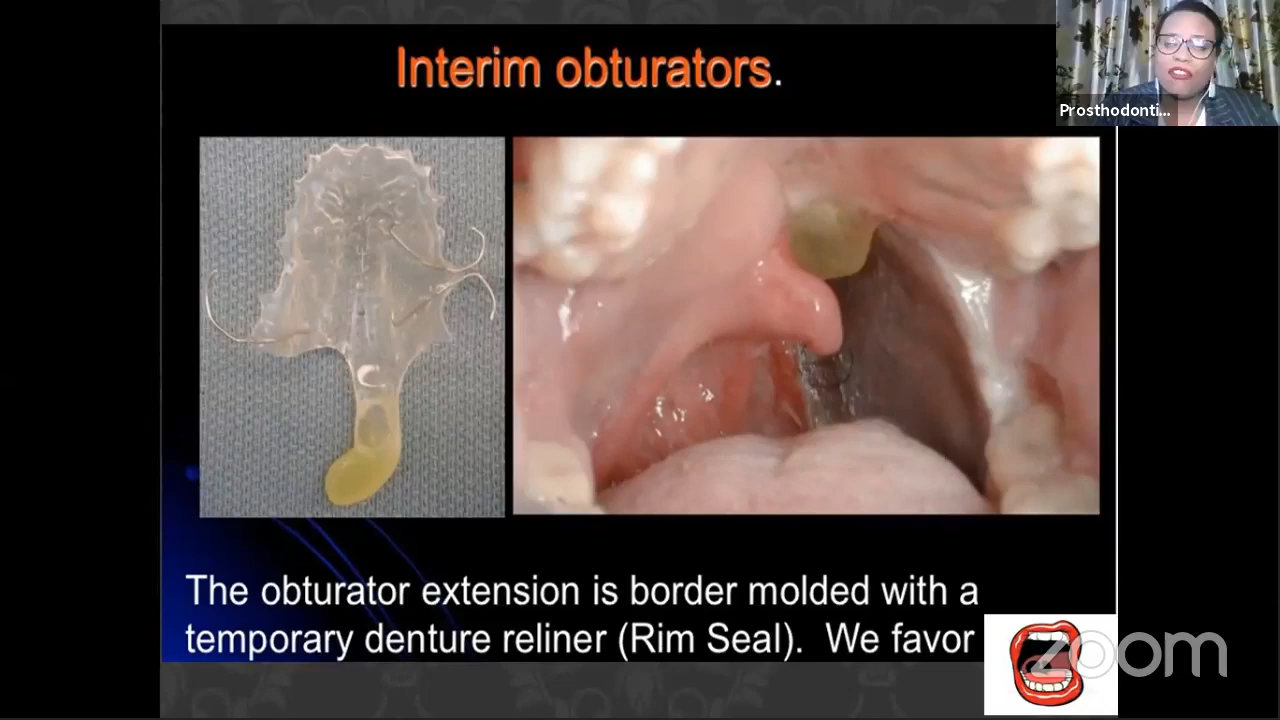 Interim obturators.
Prosthodonti...
The obturator extension is border molded with a
temporary denture reliner (Rim Seal). We favor
zoom